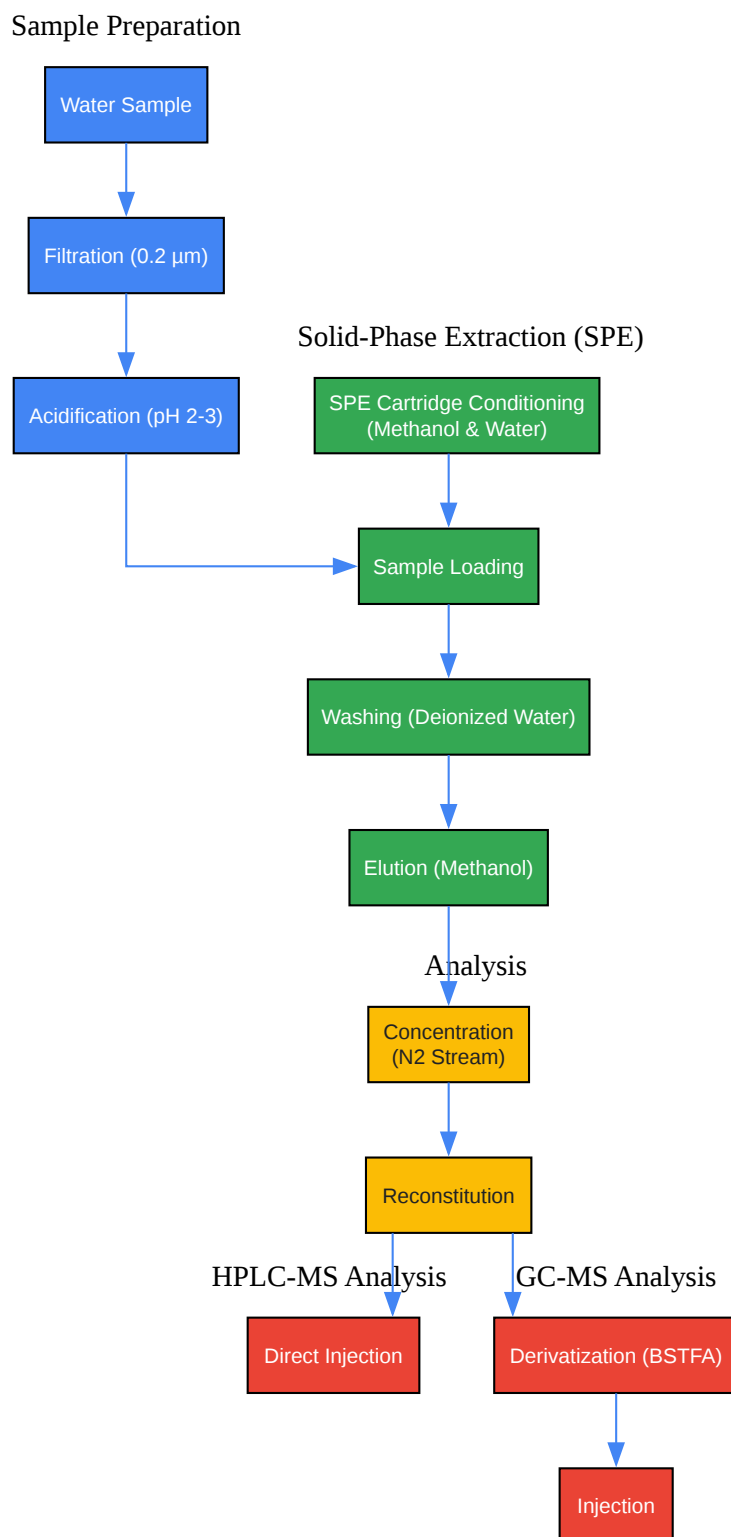 Sample Preparation
Water Sample
Filtration (0.2 µm)
Acidification (pH 2-3)
Solid-Phase Extraction (SPE)
SPE Cartridge Conditioning
(Methanol & Water)
Sample Loading
Washing (Deionized Water)
Elution (Methanol)
Analysis
Concentration
(N2 Stream)
Reconstitution
HPLC-MS Analysis
Direct Injection
GC-MS Analysis
Derivatization (BSTFA)
Injection